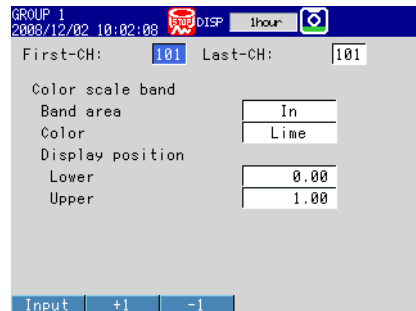 GROUP 1
2008/12/02 10:02:08 STOP DISP 1hour
First-CH: 101 Last-CH: 101
Color scale band
Band area In
Color Lime
Display position
Lower 0.00
Upper 1.00
Input +1 -1